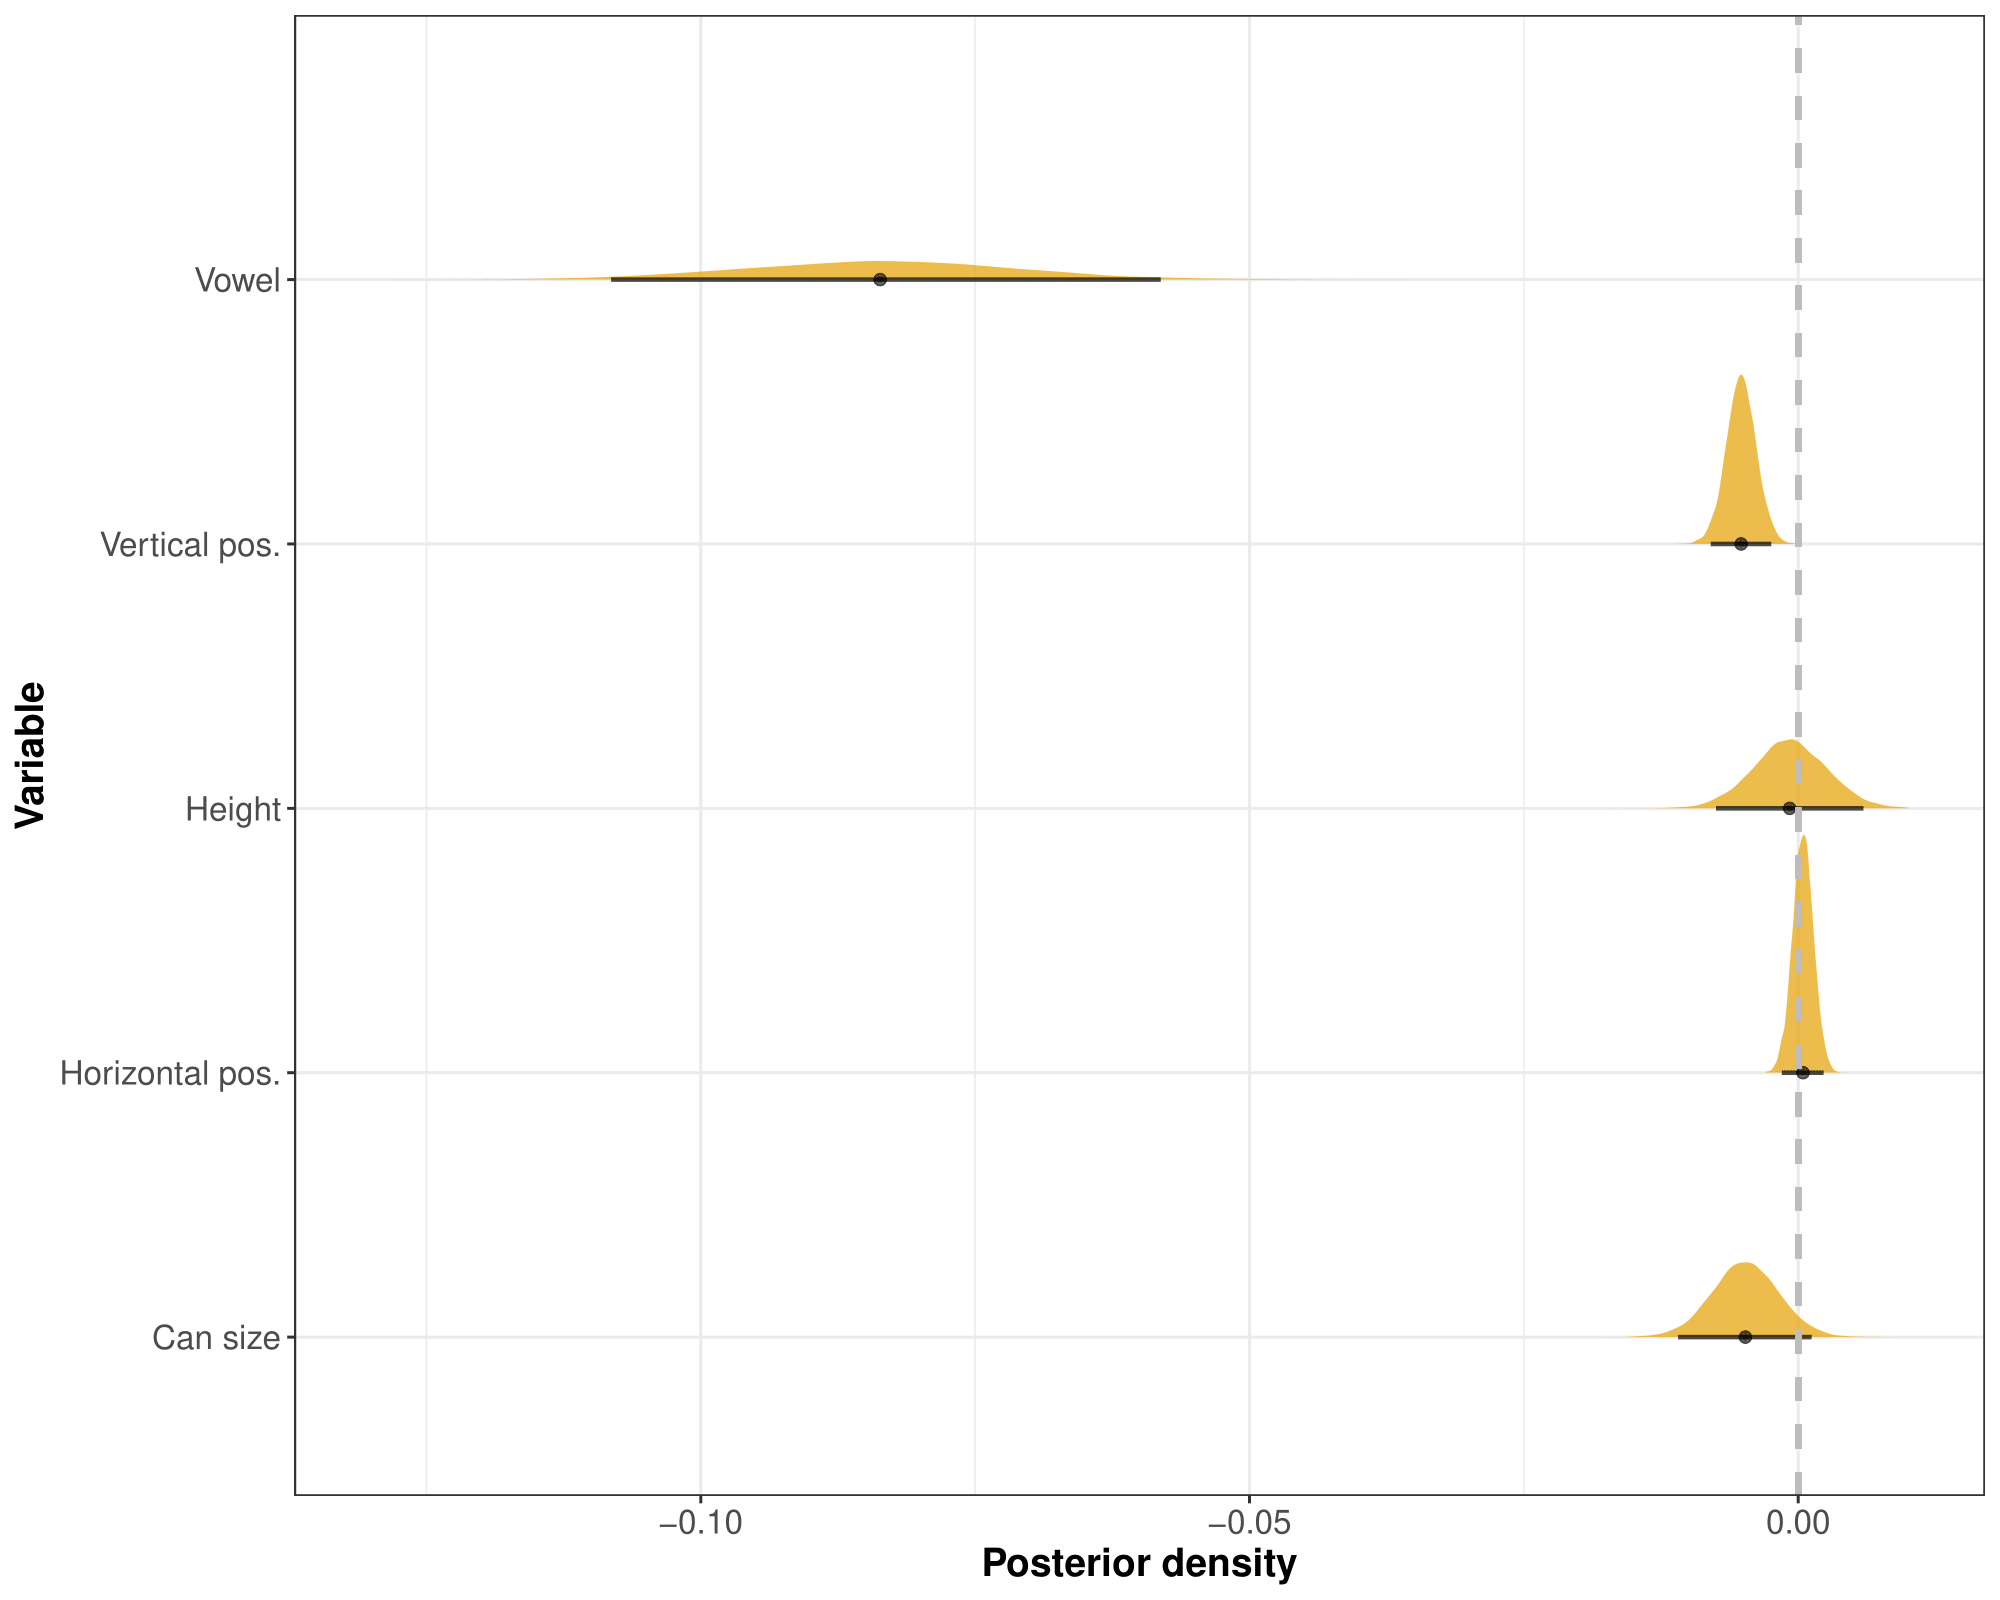 Vowel
Vertical pos.
Height
Horizontal pos.
Can size
Variable
−0.10
−0.05
0.00
Posterior density